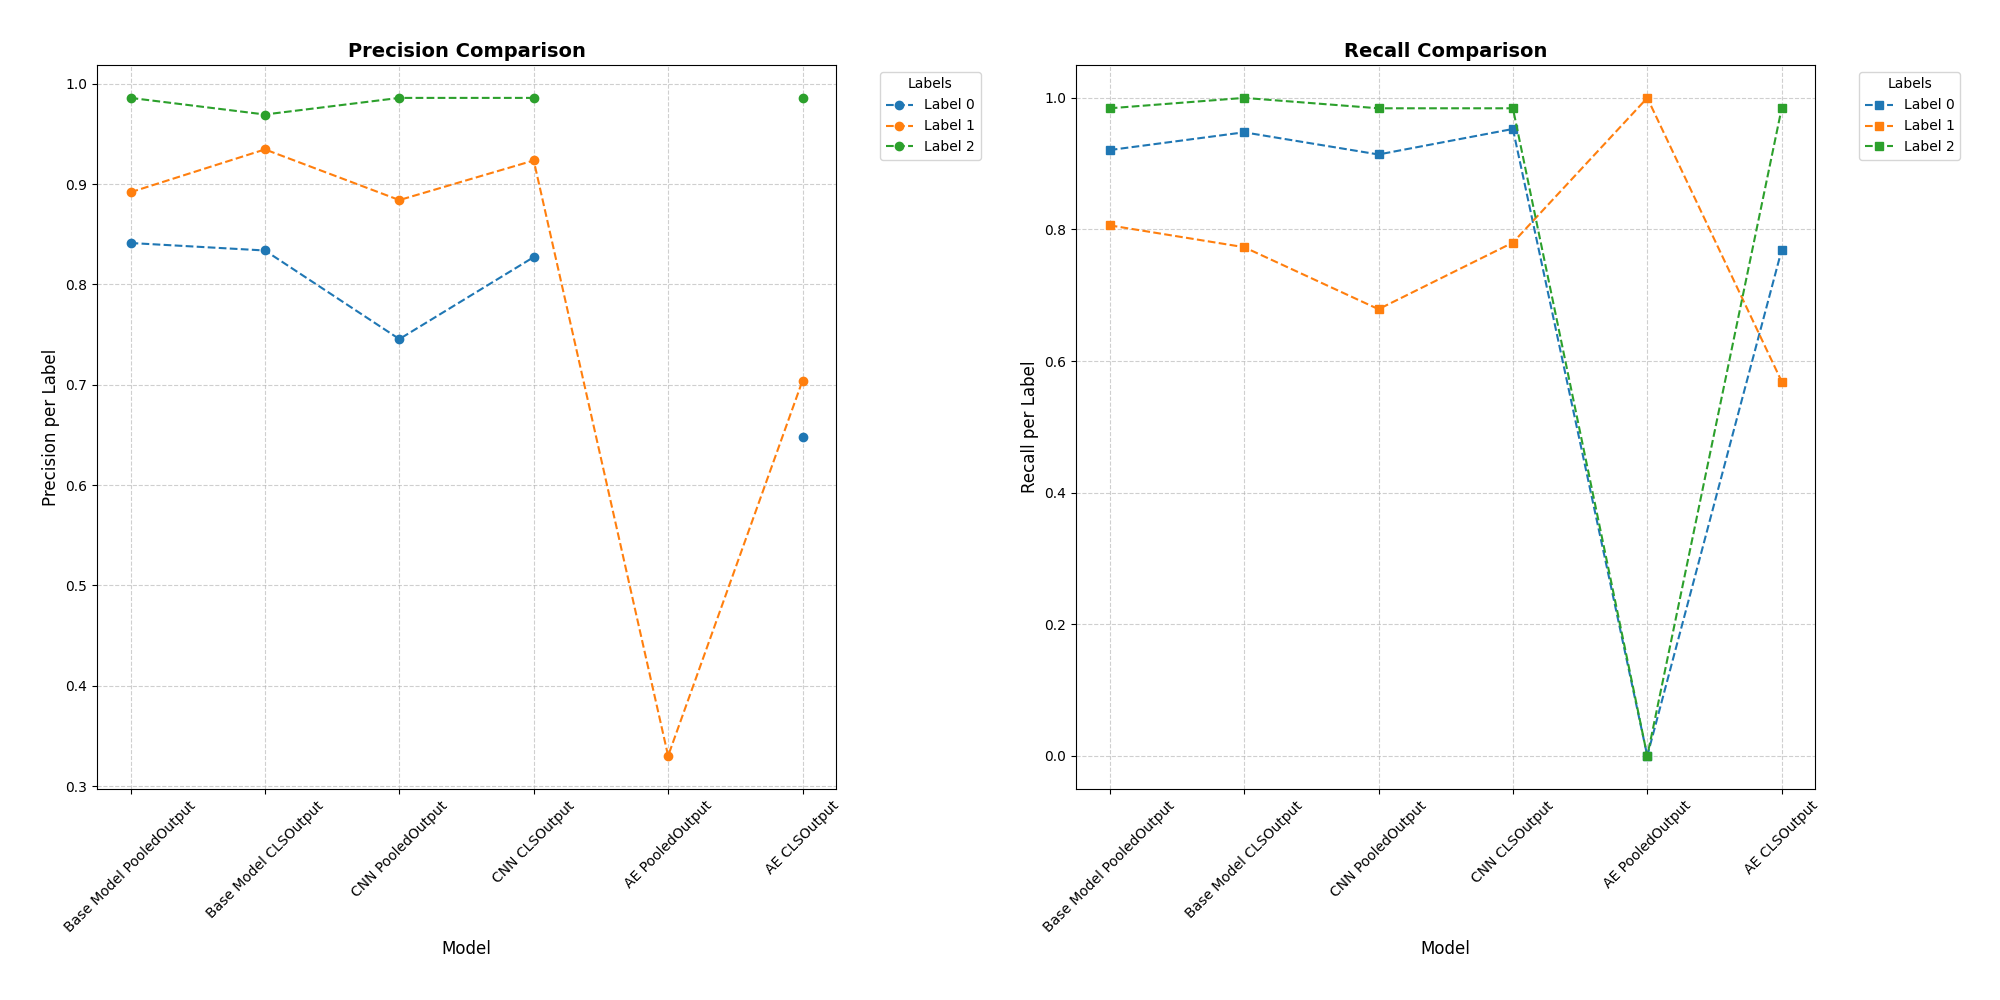 Precision Comparison
1.0
0.9
0.8
0.7
0.6
0.5
0.4
0.3
Precision per Label
Base Model PooledOutput
Base Model CLSOutput
CNN PooledOutput
CNN CLSOutput
AE PooledOutput
AE CLSOutput
Model
Labels
Label 0
Label 1
Label 2
Recall Comparison
1.0
0.8
0.6
0.4
0.2
0.0
Recall per Label
Base Model PooledOutput
Base Model CLSOutput
CNN PooledOutput
CNN CLSOutput
AE PooledOutput
AE CLSOutput
Model
Labels
Label 0
Label 1
Label 2